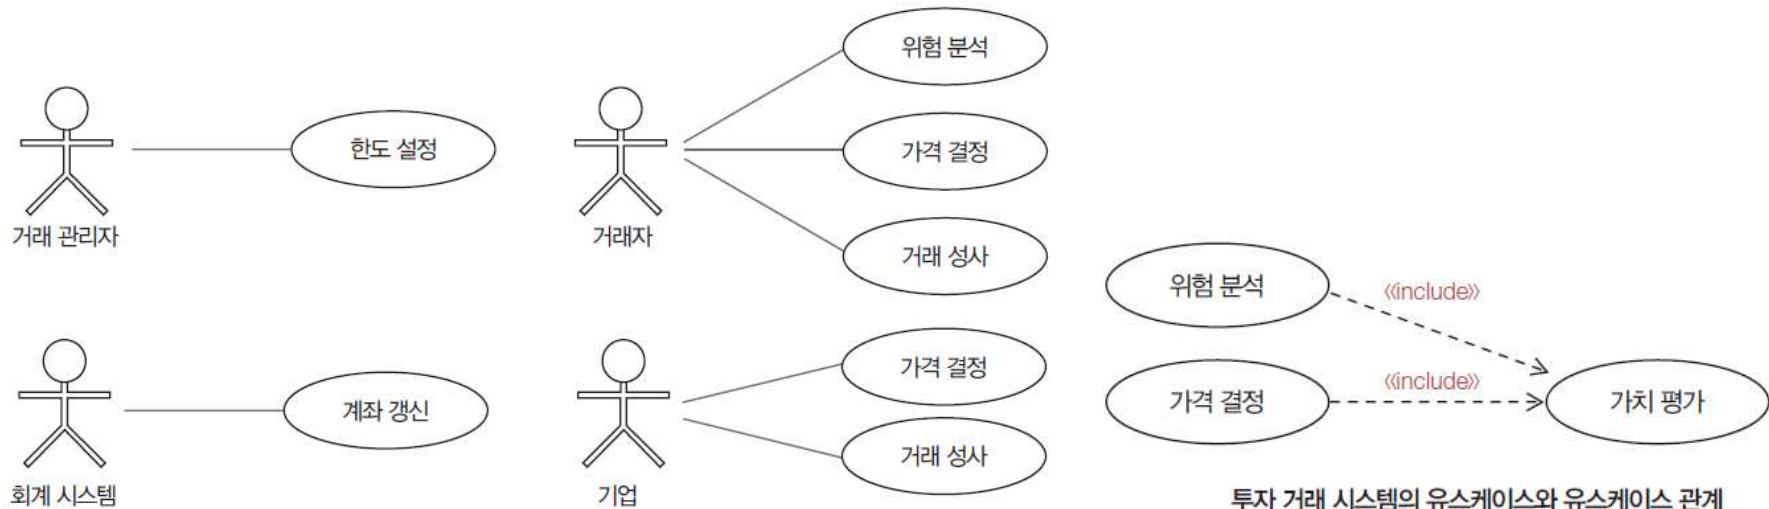 한도 설정
거래 관리자
위험 분석
가격 결정
거래 성사
거래자
계좌 갱신
회계 시스템
가격 결정
거래 성사
기업
위험 분석
《include》
가격 결정
《include》
가치 평가
투자 거래 시스템의 유스케이스와 유스케이스 관계